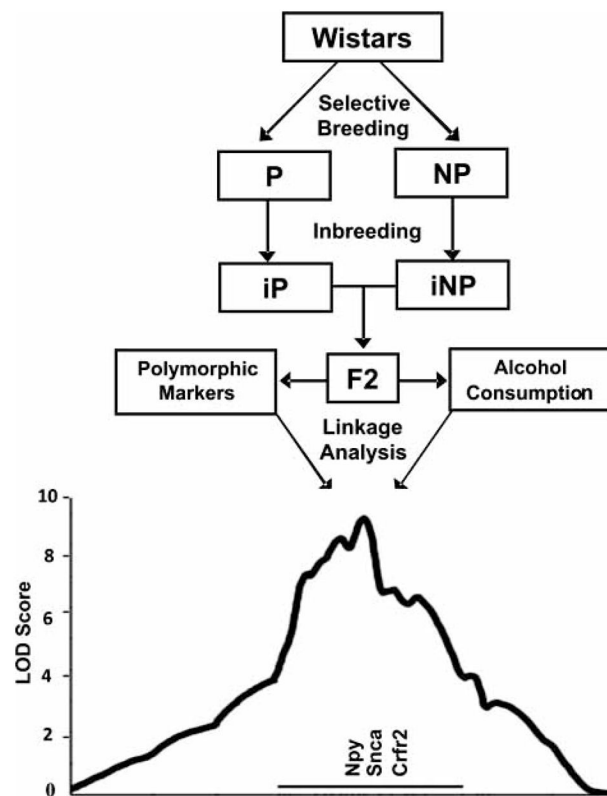 Wistars
Selective
Breeding
P
NP
Inbreeding
iP
iNP
Polymorphic
Markers
F2
Alcohol
Consumption
Linkage
Analysis
LOD Score
10
8
6
4
2
0
Npy
Snca
Crfr2